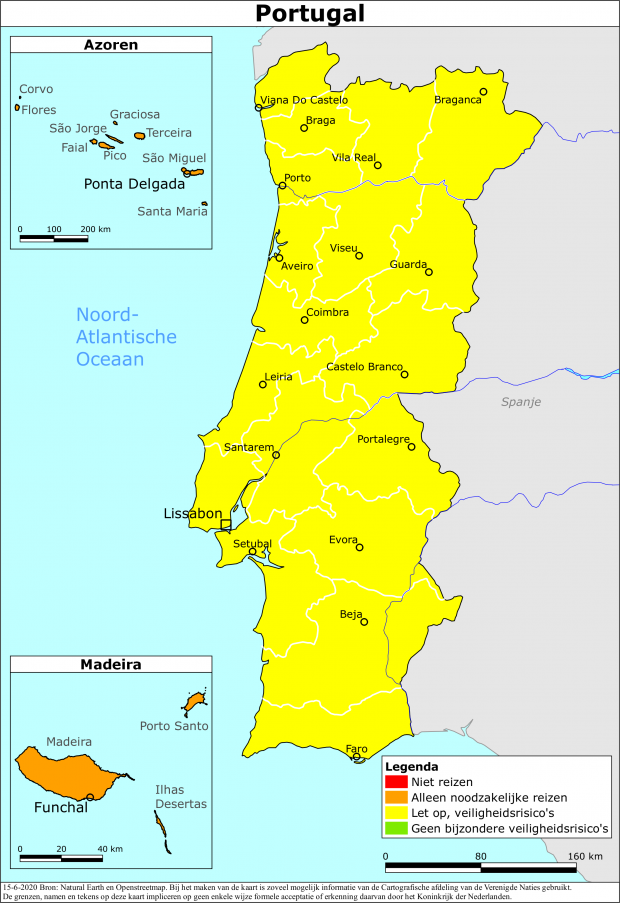 Portugal
Azoren
Corvo
Flores
Graciosa
São Jorge
Terceira
Faial
Pico
São Miguel
Ponta Delgada
Santa Maria
0 100 200 km
Viana Do Castelo
Braganca
Braga
Vila Real
Porto
Viseu
Guarda
Aveiro
Noord-
Atlantische
Oceaan
Coimbra
Castelo Branco
Leiria
Spanje
Portalegre
Santarem
Lissabon
Setubal
Evora
Beja
Faro
Madeira
Porto Santo
Madeira
Funchal
Ilhas
Desertas
0 20 40 km
Legenda
Niet reizen
Alleen noodzakelijke reizen
Let op, veiligheidsrisico's
Geen bijzondere veiligheidsrisico's
0 80 160 km
15-6-2020 Bron: Natural Earth en Openstreetmap. Bij het maken van de kaart is zoveel mogelijk informatie van de Cartografische afdeling van de Verenigde Naties gebruikt.
De grenzen, namen en tekens op deze kaart impliceren op geen enkele wijze formele acceptatie of erkenning daarvan door het Koninkrijk der Nederlanden.